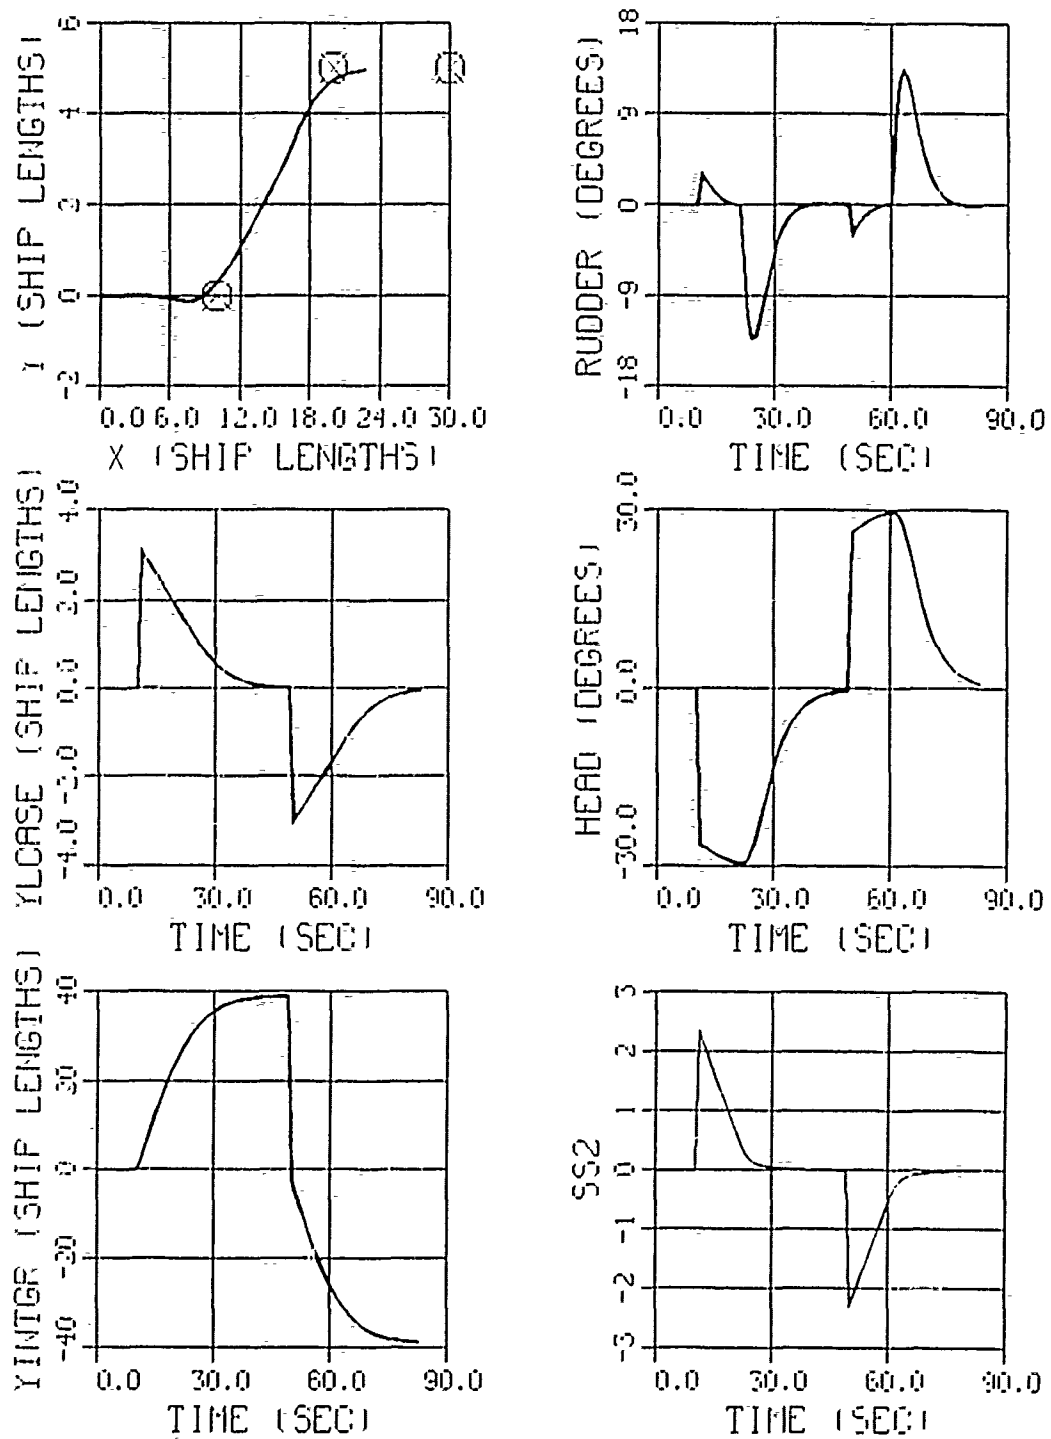 Y (SHIP LENGTHS)
6
4
2
0
-2
0.0 6.0 12.0 18.0 24.0 30.0
X (SHIP LENGTHS)
RUDDER (DEGREES)
18
9
0
-9
-18
0.0 30.0 60.0 90.0
TIME (SEC)
YLCASE (SHIP LENGTHS)
4.0
2.0
0.0
-2.0
-4.0
0.0 30.0 60.0 90.0
TIME (SEC)
HEAD (DEGREES)
30.0
0.0
-30.0
0.0 30.0 60.0 90.0
TIME (SEC)
YINTGR (SHIP LENGTHS)
40
20
0
-20
-40
0.0 30.0 60.0 90.0
TIME (SEC)
SS2
3
2
1
0
-1
-2
-3
0.0 30.0 60.0 90.0
TIME (SEC)